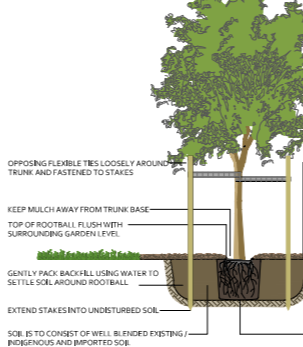 OPPOSING FLEXIBLE TIES LOOSELY AROUND
TRUNK AND FASTENED TO STAKES
KEEP MULCH AWAY FROM TRUNK BASE
TOP OF ROOTBALL FLUSH WITH
SURROUNDING GARDEN LEVEL
GENTLY PACK BACKFILL USING WATER TO
SETTLE SOIL AROUND ROOTBALL
EXTEND STAKES INTO UNDISTURBED SOIL
SOIL IS TO CONSIST OF WELL BLENDED EXISTING /
INDIGENOUS AND IMPORTED SOIL